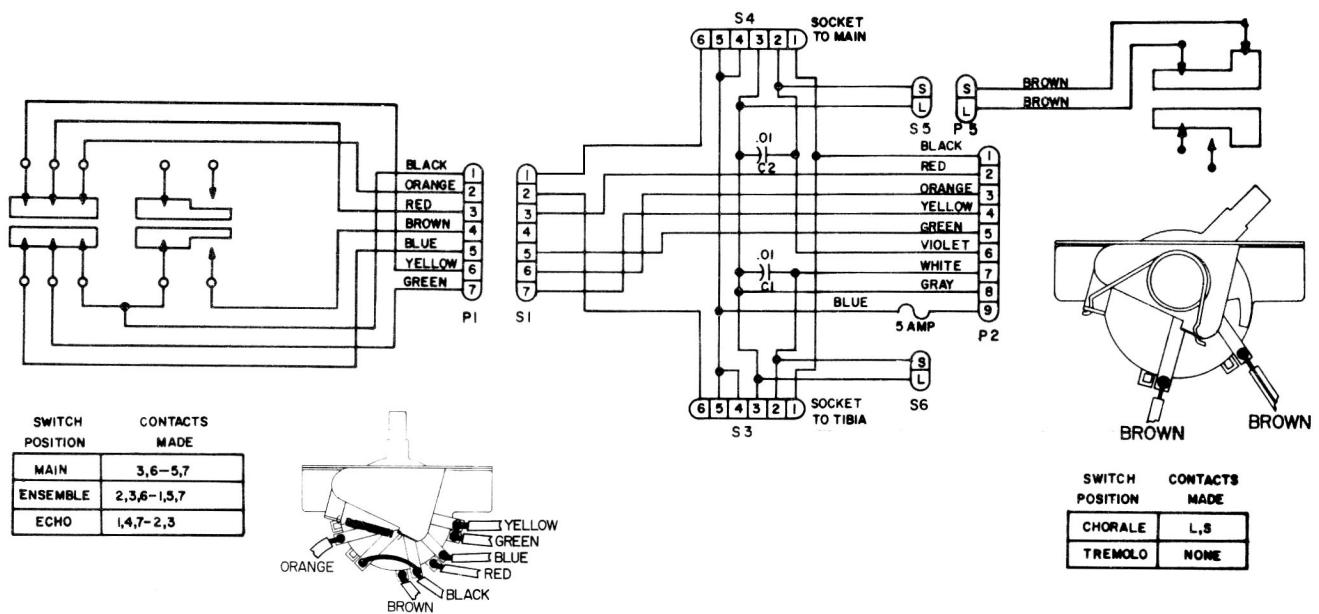 S4
SOCKET
TO MAIN
6 5 4 3 2 1
S
L
S5
S
L
P5
BROWN
BROWN
.01
C2
BLACK
RED
ORANGE
YELLOW
GREEN
VIOLET
WHITE
GRAY
BLUE
5 AMP
1
2
3
4
5
6
7
8
9
P2
.01
C1
S
L
S6
6 5 4 3 2 1
S3
SOCKET
TO TIBIA
BLACK
ORANGE
RED
BROWN
BLUE
YELLOW
GREEN
1
2
3
4
5
6
7
P1
1
2
3
4
5
6
7
S1
SWITCH POSITION CONTACTS MADE
MAIN 3,6-5,7
ENSEMBLE 2,3,6-1,5,7
ECHO 1,4,7-2,3
YELLOW
GREEN
BLUE
RED
BLACK
BROWN
ORANGE
BROWN
BROWN
SWITCH POSITION CONTACTS MADE
CHORALE L,S
TREMOLO NONE